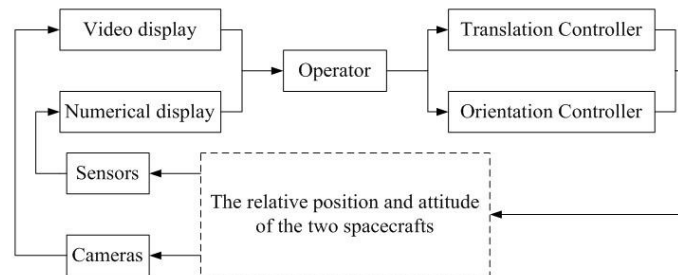 Video display
Translation Controller
Operator
Numerical display
Orientation Controller
Sensors
The relative position and attitude
of the two spacecrafts
Cameras